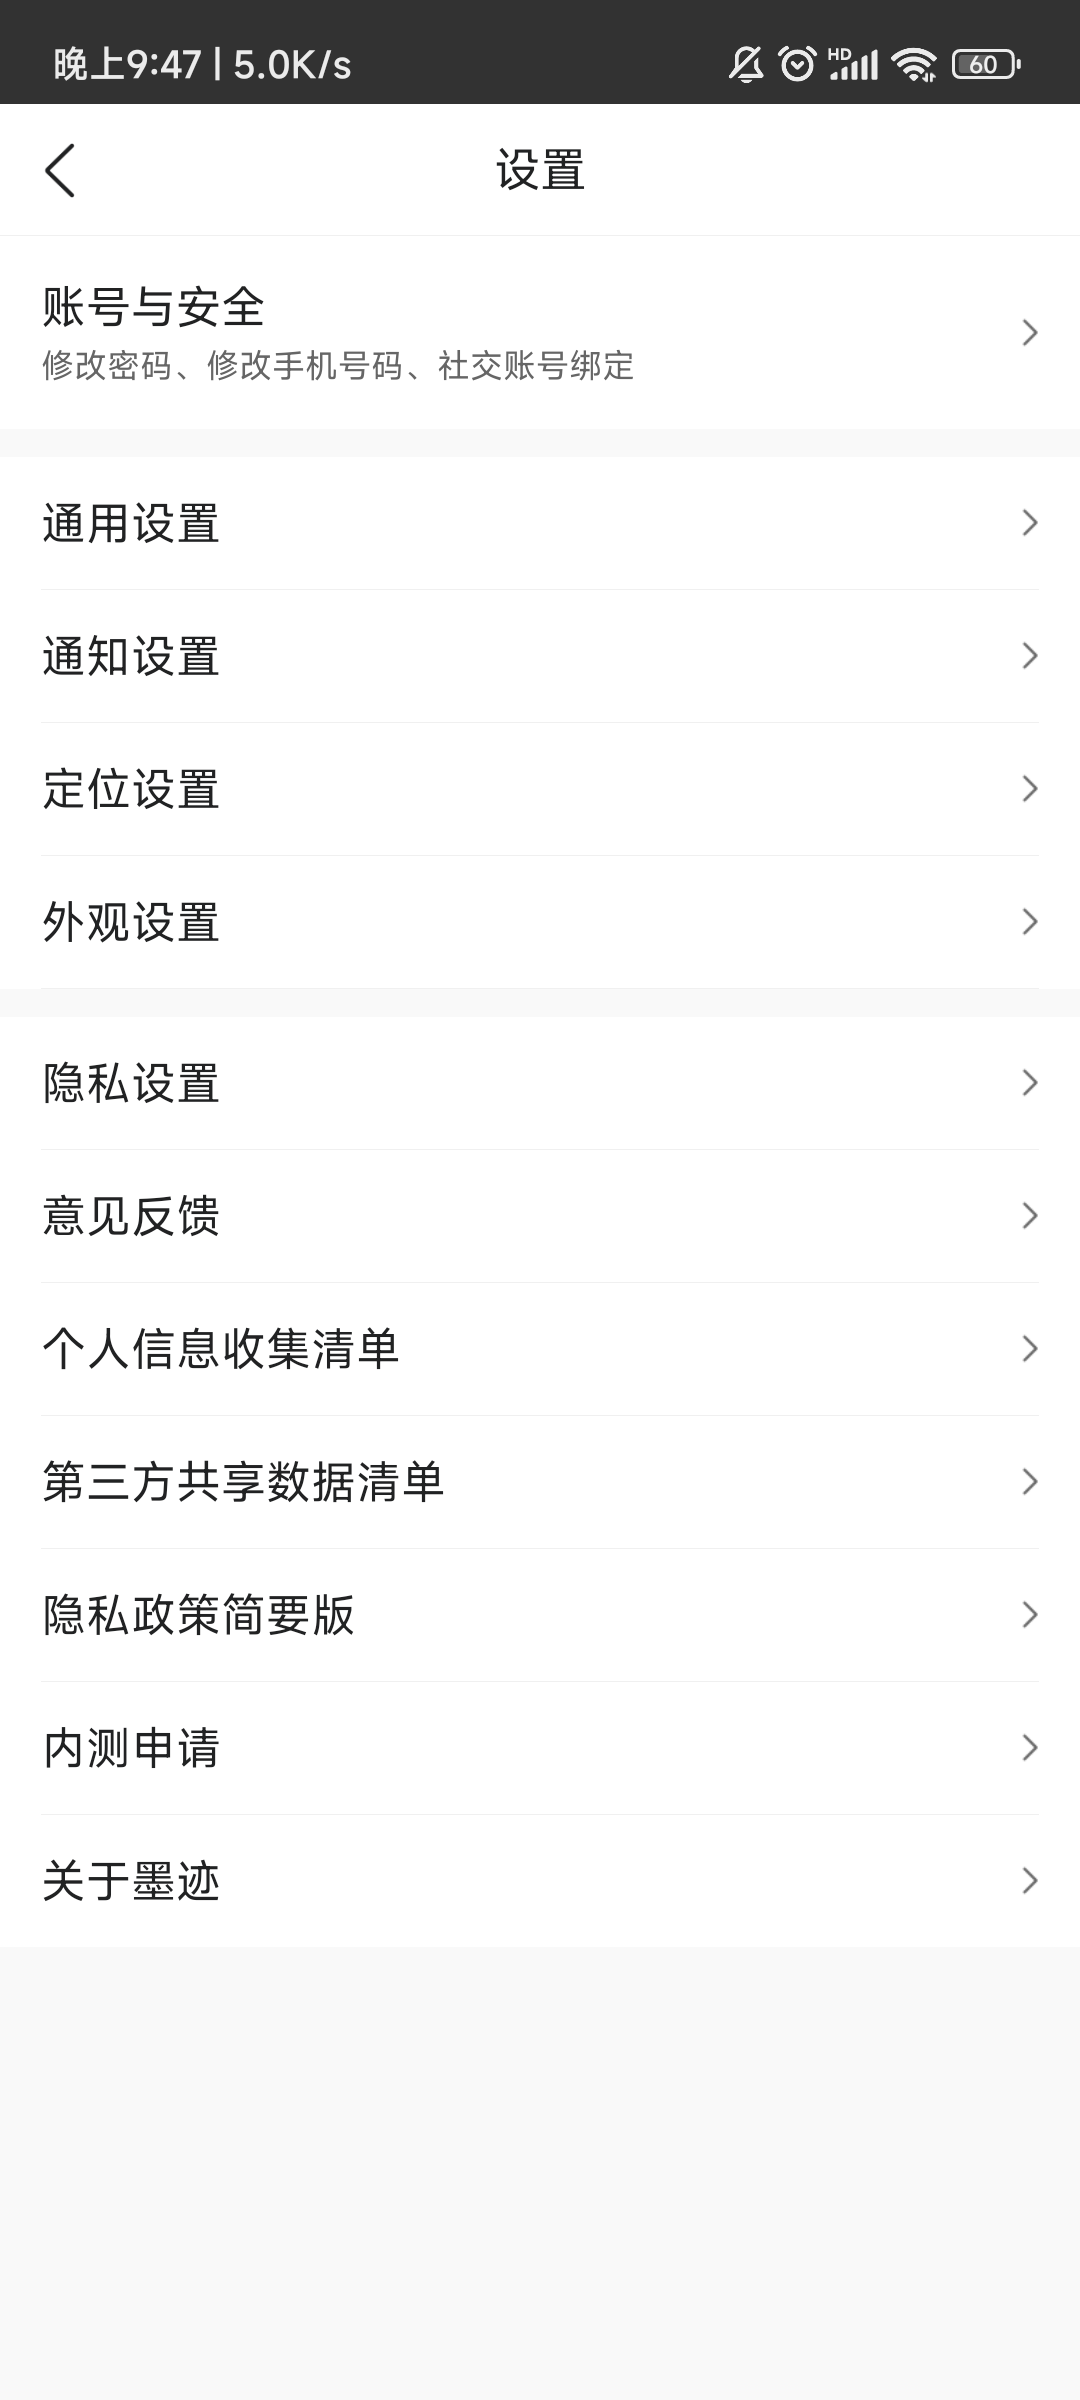 晚上9:47 | 5.0K/s
HD
60
设置
账号与安全
修改密码、修改手机号码、社交账号绑定
通用设置
通知设置
定位设置
外观设置
隐私设置
意见反馈
个人信息收集清单
第三方共享数据清单
隐私政策简要版
内测申请
关于墨迹